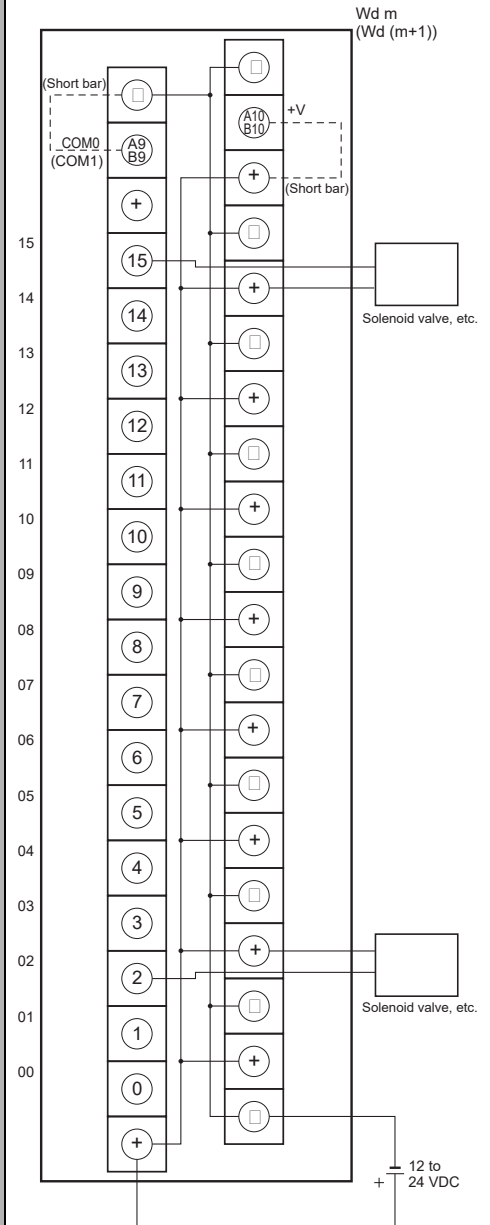 Wd m
(Wd (m+1))
(Short bar)
COM0
(COM1)
A9
B9
A10
B10
+V
(Short bar)
+
+
15
15
14
14
+
Solenoid valve, etc.
13
13
12
12
+
11
11
10
10
+
09
9
08
8
+
07
7
06
6
+
05
5
04
4
+
03
3
02
2
+
Solenoid valve, etc.
01
1
00
0
+
+
12 to
+ 24 VDC